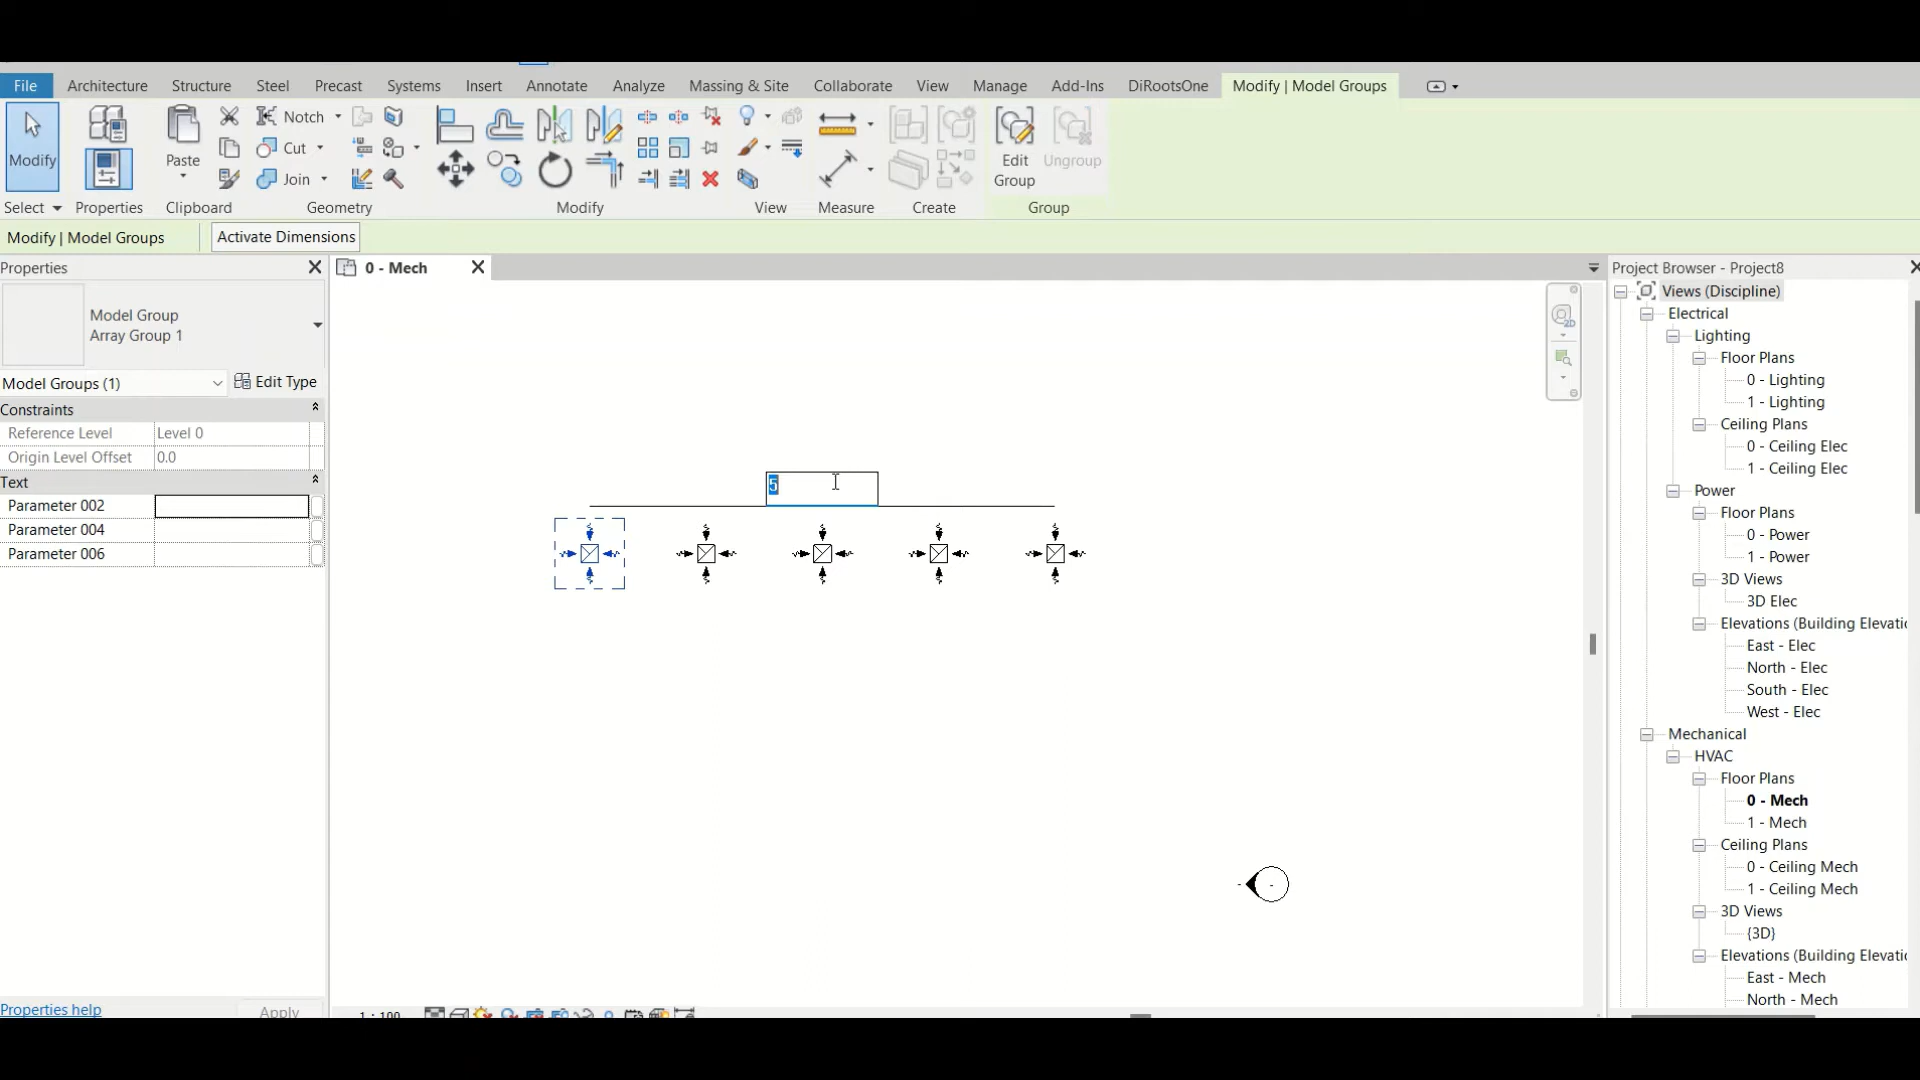 File Architecture Structure Steel Precast Systems Insert Annotate Analyze Massing & Site Collaborate View Manage Add-Ins DiRootsOne Modify | Model Groups
Modify
Paste
Notch
Cut
Join
Edit
Group
Ungroup
Select Properties Clipboard Geometry Modify View Measure Create Group
Modify | Model Groups Activate Dimensions
Properties
Model Group
Array Group 1
Model Groups (1) Edit Type
Constraints
Reference Level Level 0
Origin Level Offset 0.0
Text
Parameter 002
Parameter 004
Parameter 006
Properties help Apply
0 - Mech
5
2D
- -
1 : 100
Project Browser - Project8
Views (Discipline)
Electrical
Lighting
Floor Plans
0 - Lighting
1 - Lighting
Ceiling Plans
0 - Ceiling Elec
1 - Ceiling Elec
Power
Floor Plans
0 - Power
1 - Power
3D Views
3D Elec
Elevations (Building Elevatio
East - Elec
North - Elec
South - Elec
West - Elec
Mechanical
HVAC
Floor Plans
0 - Mech
1 - Mech
Ceiling Plans
0 - Ceiling Mech
1 - Ceiling Mech
3D Views
{3D}
Elevations (Building Elevatio
East - Mech
North - Mech